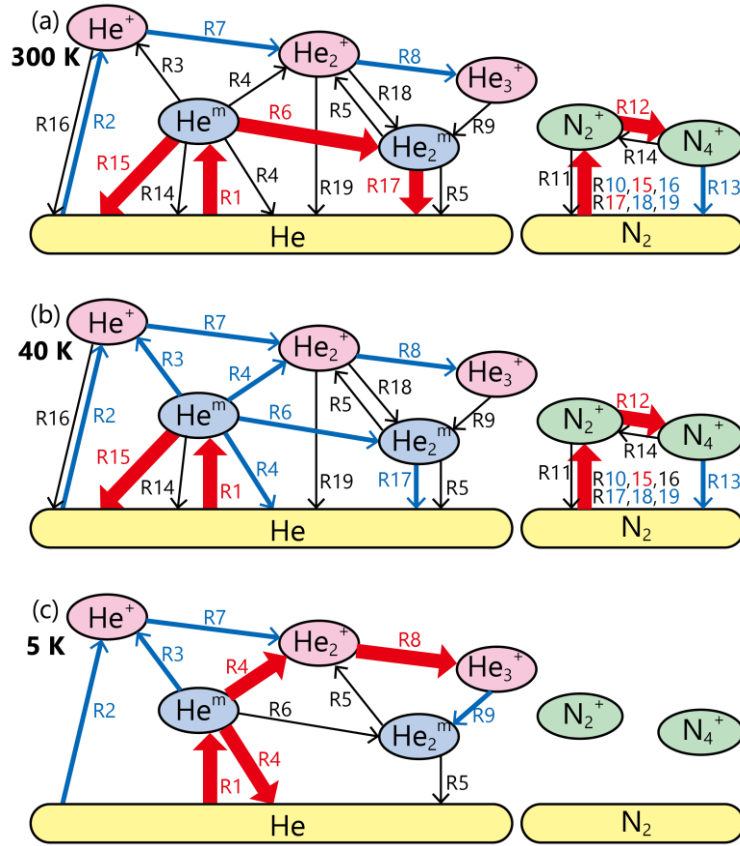 (a)
300 K
He⁺
R7
He₂⁺
R8
He₃⁺
R3
R4
R18
Heᵐ
R6
R5
R9
He₂ᵐ
R16
R2
R15
R14
R1
R4
R19
R17
R5
He
R12
N₂⁺
N₄⁺
R14
R11
R10,15,16
R17,18,19
R13
N₂
(b)
40 K
He⁺
R7
He₂⁺
R8
He₃⁺
R3
R4
R18
Heᵐ
R6
R5
R9
He₂ᵐ
R16
R2
R15
R14
R1
R4
R19
R17
R5
He
R12
N₂⁺
N₄⁺
R14
R11
R10,15,16
R17,18,19
R13
N₂
(c)
5 K
He⁺
R7
He₂⁺
R8
He₃⁺
R3
R4
Heᵐ
R6
R5
R9
He₂ᵐ
R2
R1
R4
R5
He
N₂⁺
N₄⁺
N₂